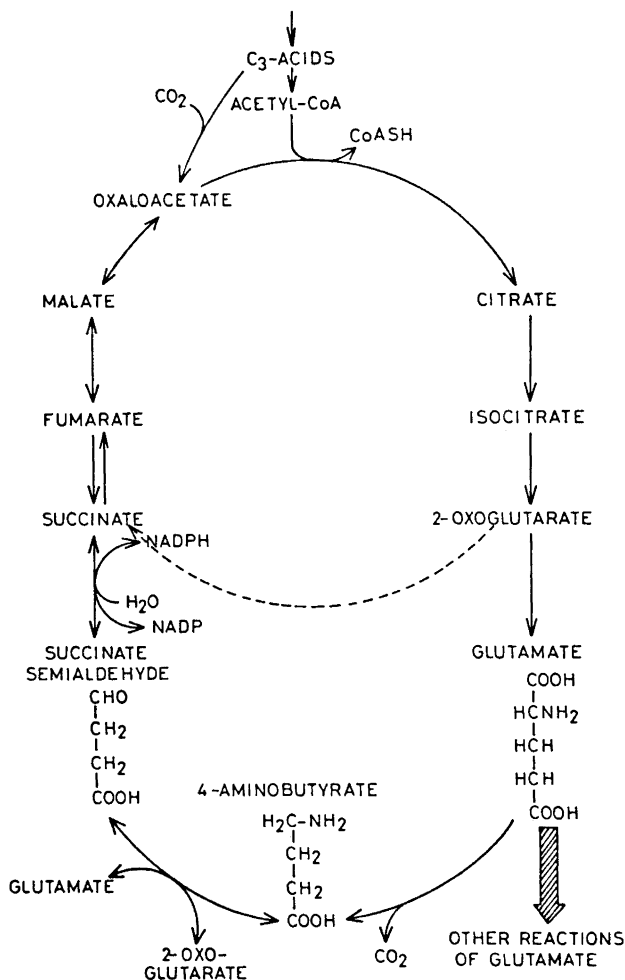 C3-ACIDS
CO2
ACETYL-CoA
CoASH
OXALOACETATE
MALATE
CITRATE
FUMARATE
ISOCITRATE
SUCCINATE
2-OXOGLUTARATE
NADPH
H2O
NADP
SUCCINATE
SEMIALDEHYDE
CHO
CH2
CH2
COOH
GLUTAMATE
COOH
HCNH2
HCH
HCH
COOH
4-AMINOBUTYRATE
H2C-NH2
CH2
CH2
COOH
GLUTAMATE
2-OXO-
GLUTARATE
CO2
OTHER REACTIONS
OF GLUTAMATE